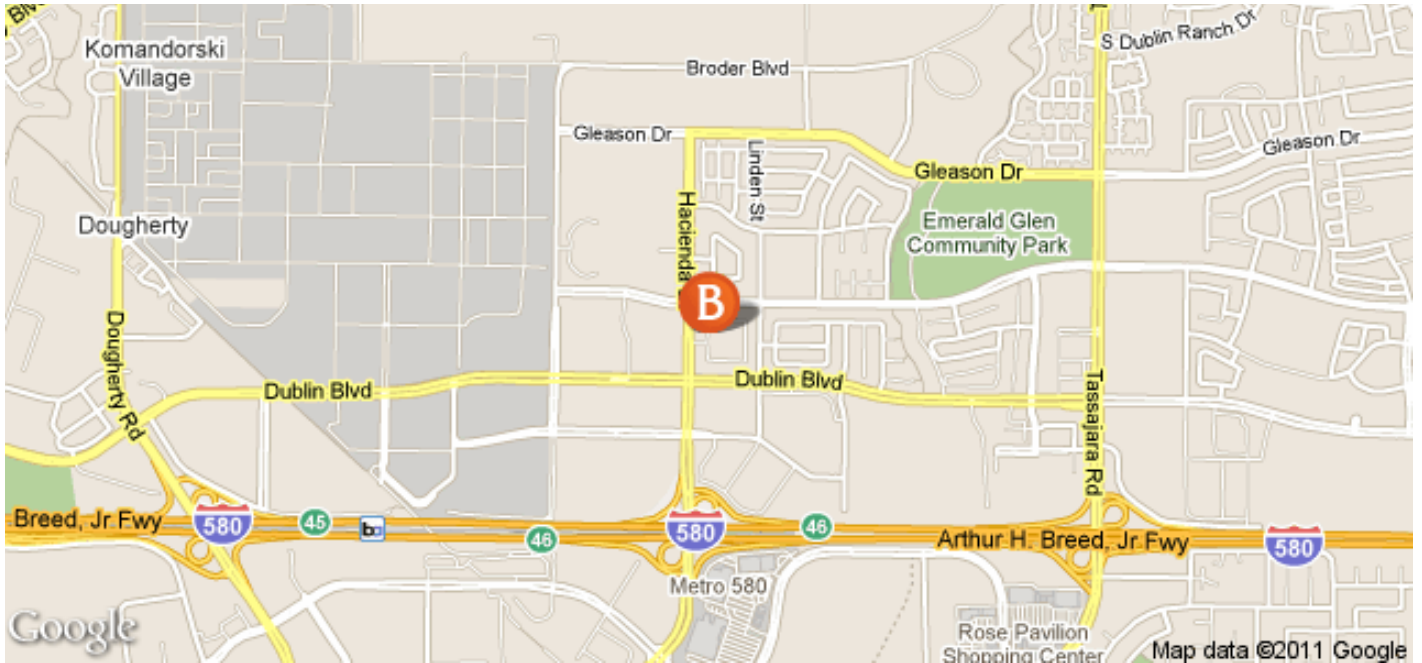 Komandorski
Village
Broder Blvd
S Dublin Ranch Dr
Gleason Dr
Linden St
Gleason Dr
Gleason Dr
Dougherty
Hacienda
Emerald Glen
Community Park
B
Dougherty Rd
Dublin Blvd
Dublin Blvd
Tassajara Rd
Breed, Jr Fwy
580
45
46
580
46
Arthur H. Breed, Jr Fwy
580
Metro 580
Google
Rose Pavilion
Shopping Center
Map data ©2011 Google